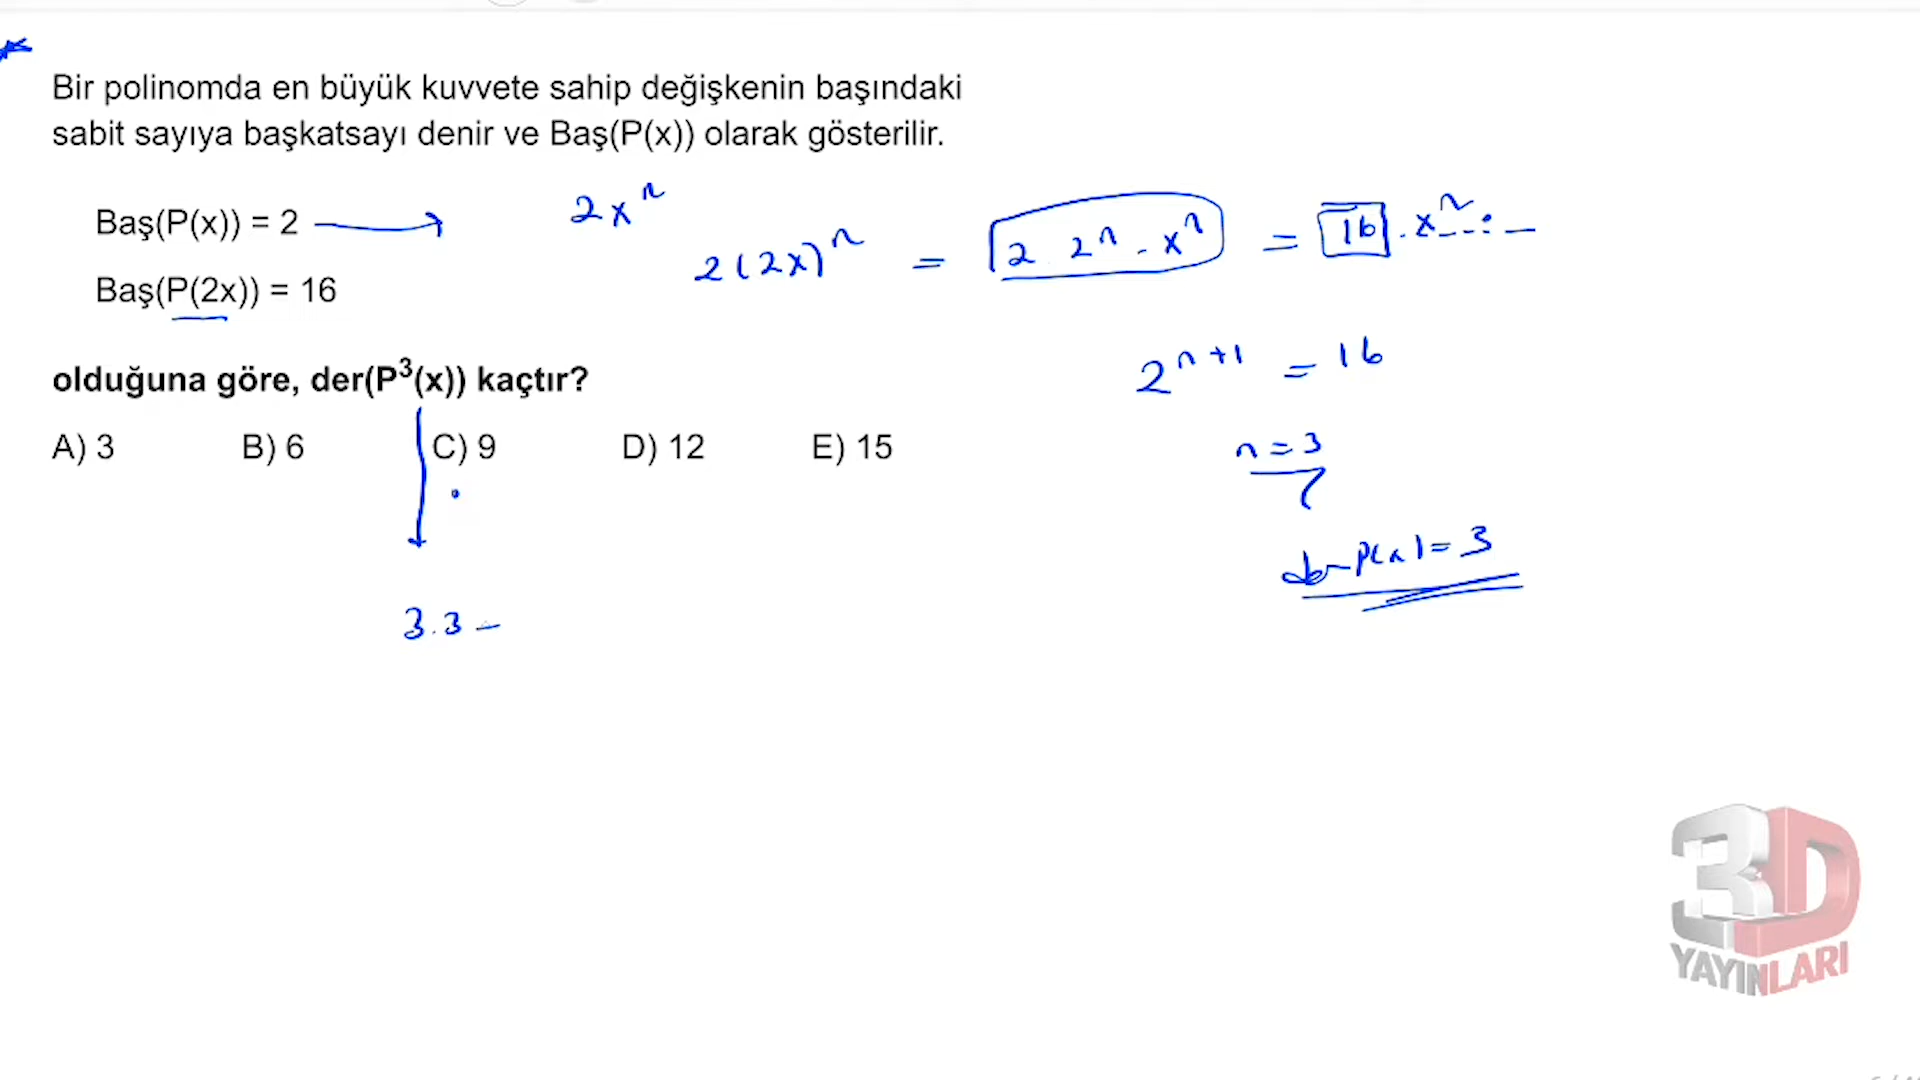 Bir polinomda en büyük kuvvete sahip değişkenin başındaki
sabit sayıya başkatsayı denir ve Baş(P(x)) olarak gösterilir.
Baş(P(x)) = 2
2x^n
2(2x)^n = 2 2^n - x^n = 16 . x^n
Baş(P(2x)) = 16
2^n+1 = 16
olduğuna göre, der(P³(x)) kaçtır?
A) 3 B) 6 C) 9 D) 12 E) 15
n = 3
der P(x) = 3
3.3 =
3D
YAYINLARI